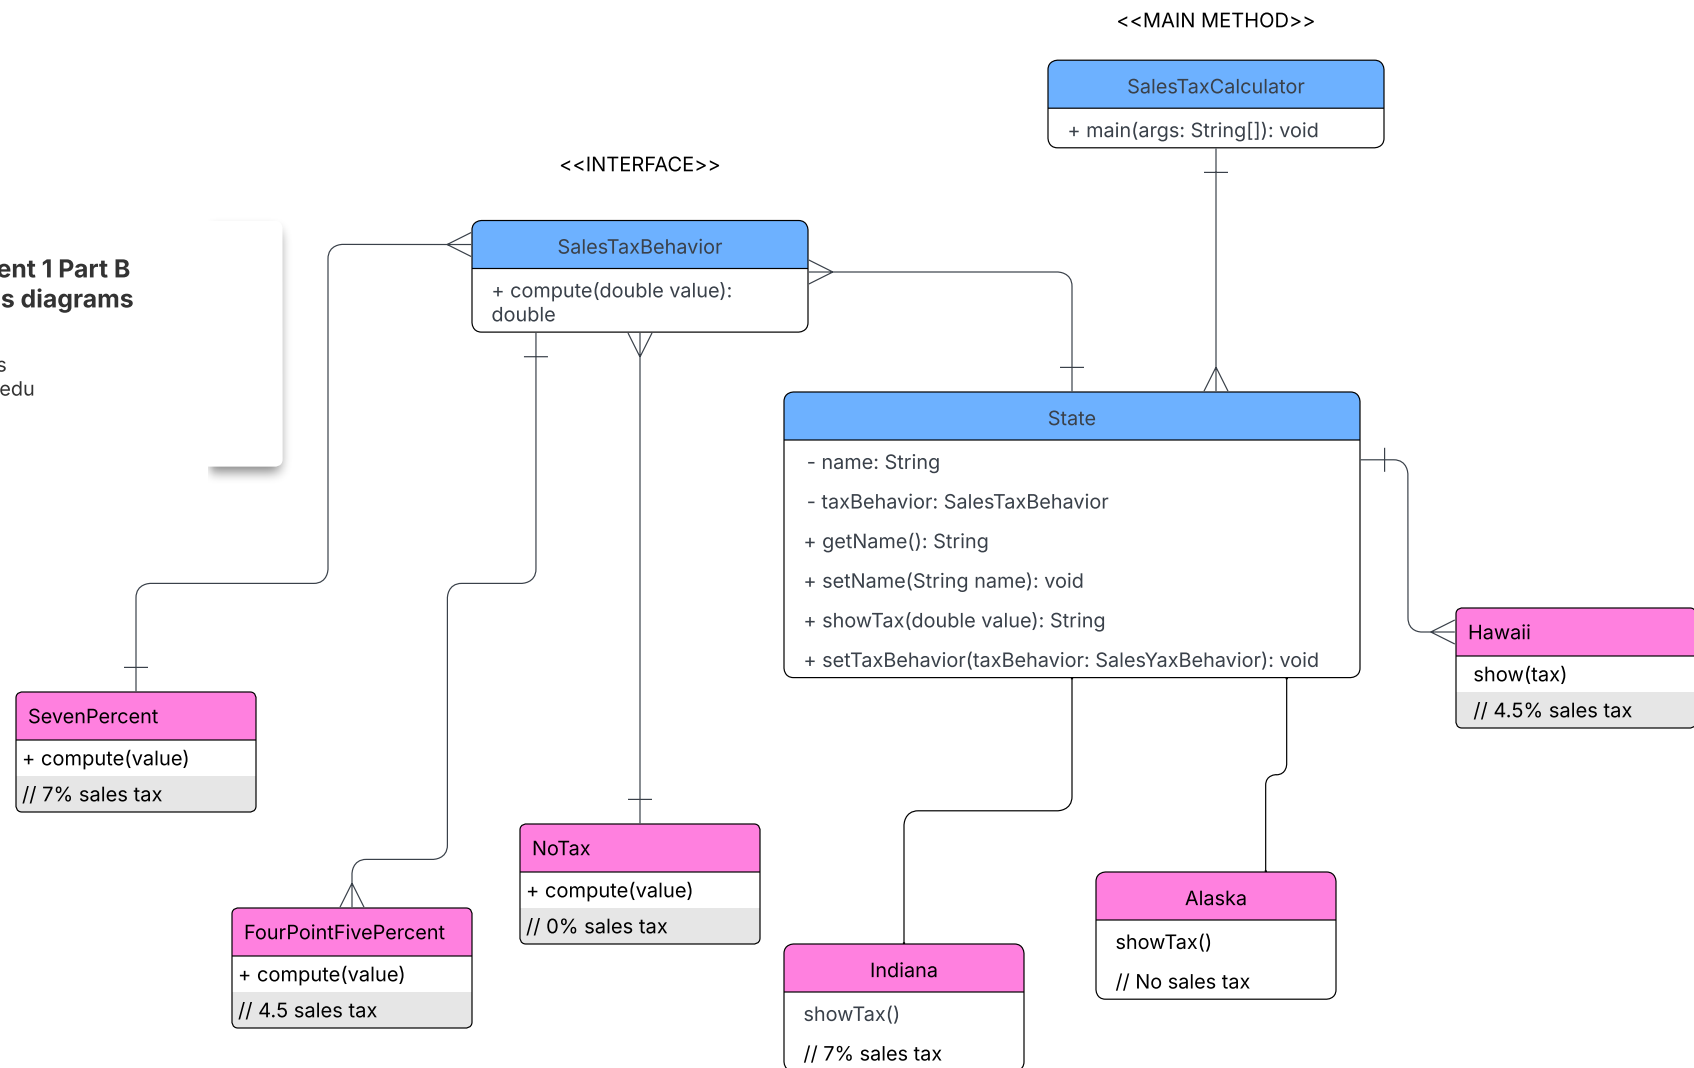 <<MAIN METHOD>>
SalesTaxCalculator
+ main(args: String[]): void
<<INTERFACE>>
SalesTaxBehavior
+ compute(double value):
double
ent 1 Part B
s diagrams
s
edu
State
- name: String
- taxBehavior: SalesTaxBehavior
+ getName(): String
+ setName(String name): void
+ showTax(double value): String
+ setTaxBehavior(taxBehavior: SalesYaxBehavior): void
Hawaii
show(tax)
// 4.5% sales tax
SevenPercent
+ compute(value)
// 7% sales tax
NoTax
+ compute(value)
// 0% sales tax
FourPointFivePercent
+ compute(value)
// 4.5 sales tax
Alaska
showTax()
// No sales tax
Indiana
showTax()
// 7% sales tax